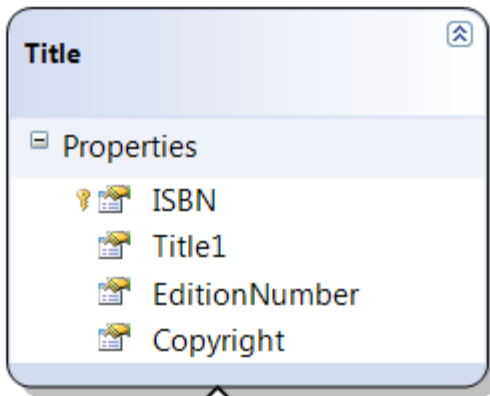 Title
Properties
ISBN
Title1
EditionNumber
Copyright